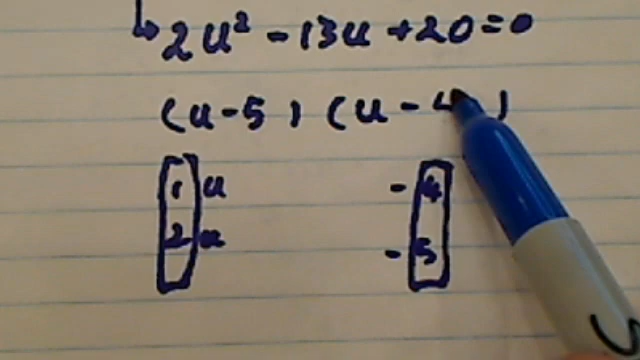 ↳ 2u² - 13u + 20 = 0
(u - 5) (u - 4)
1 u - 4
2 u - 5